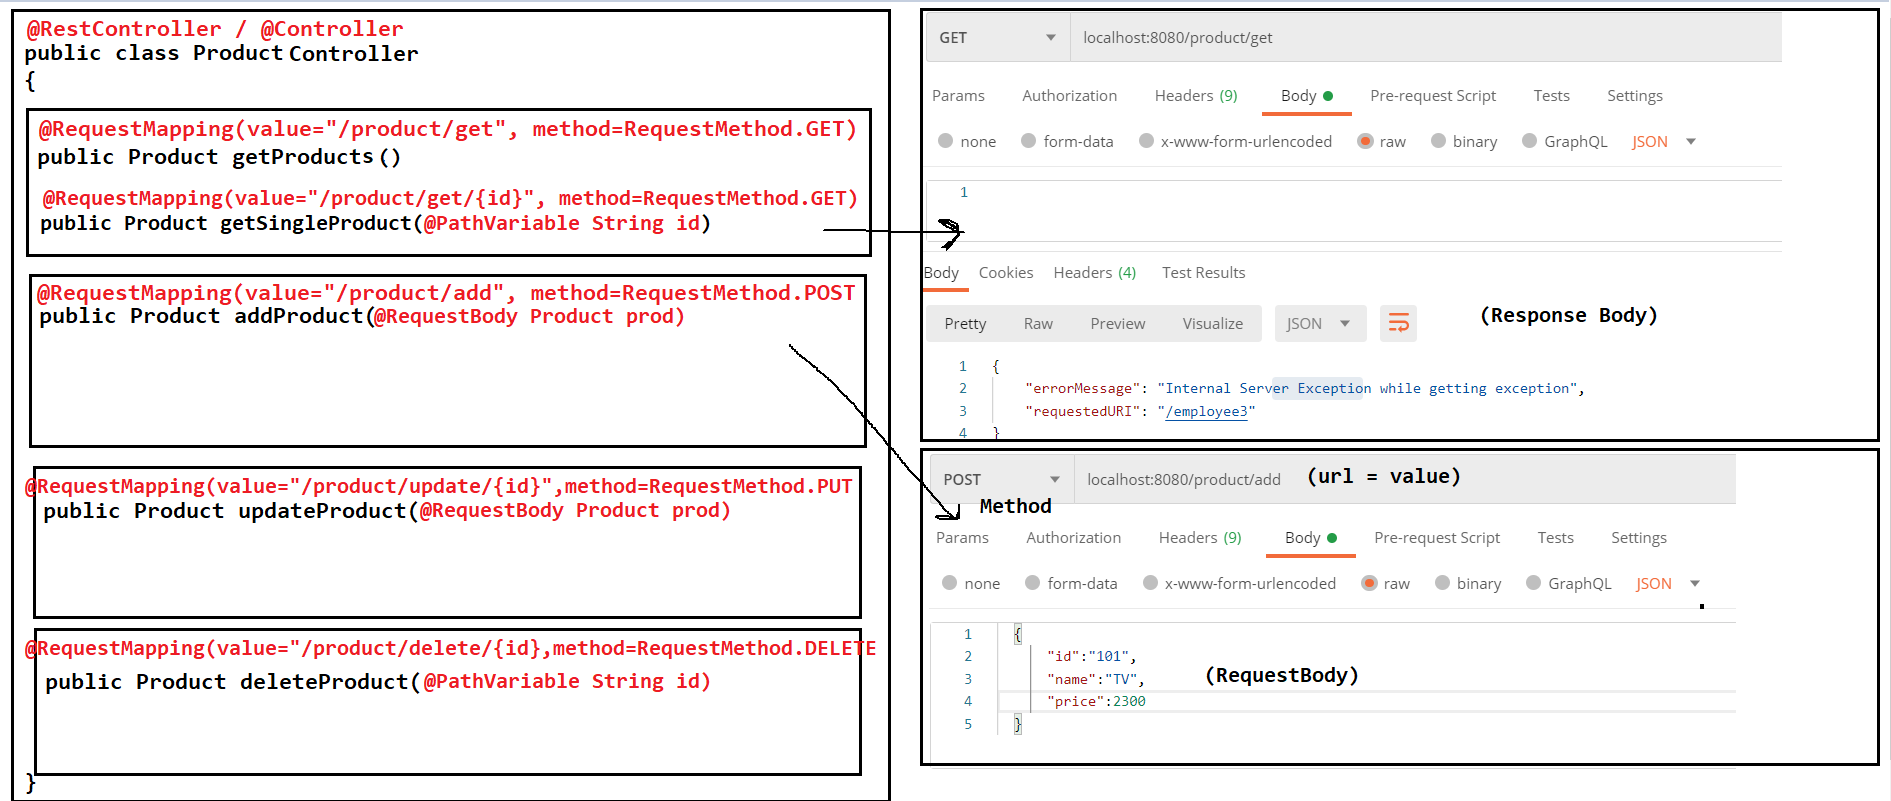 @RestController / @Controller
public class Product Controller
{
@RequestMapping(value="/product/get", method=RequestMethod.GET)
public Product getProducts()
@RequestMapping(value="/product/get/{id}", method=RequestMethod.GET)
public Product getSingleProduct(@PathVariable String id)
@RequestMapping(value="/product/add", method=RequestMethod.POST
public Product addProduct(@RequestBody Product prod)
@RequestMapping(value="/product/update/{id}",method=RequestMethod.PUT
public Product updateProduct(@RequestBody Product prod)
@RequestMapping(value="/product/delete/{id},method=RequestMethod.DELETE
public Product deleteProduct(@PathVariable String id)
}
GET localhost:8080/product/get
Params Authorization Headers (9) Body Pre-request Script Tests Settings
none form-data x-www-form-urlencoded raw binary GraphQL JSON
1
Body Cookies Headers (4) Test Results
Pretty Raw Preview Visualize JSON (Response Body)
1 {
2 "errorMessage": "Internal Server Exception while getting exception",
3 "requestedURI": "/employee3"
4 }
POST localhost:8080/product/add (url = value)
Method
Params Authorization Headers (9) Body Pre-request Script Tests Settings
none form-data x-www-form-urlencoded raw binary GraphQL JSON
1 {
2 "id":"101",
3 "name":"TV", (RequestBody)
4 "price":2300
5 }